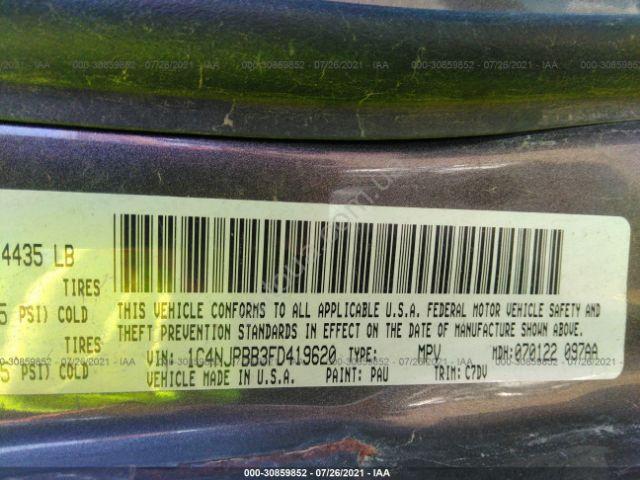 000-30859852 / 07/26/2021 - IAA
4435 LB
TIRES
5 PSI) COLD
TIRES
5 PSI) COLD
THIS VEHICLE CONFORMS TO ALL APPLICABLE U.S.A. FEDERAL MOTOR VEHICLE SAFETY AND
THEFT PREVENTION STANDARDS IN EFFECT ON THE DATE OF MANUFACTURE SHOWN ABOVE.
VIN: 1C4NJPBB3FD419620 TYPE: MPV MDH: 070122 097AA
VEHICLE MADE IN U.S.A. PAINT: PAU TRIM: C7DV
000-30859852 / 07/26/2021 - IAA
000-30859852 / 07/26/2021 - IAA